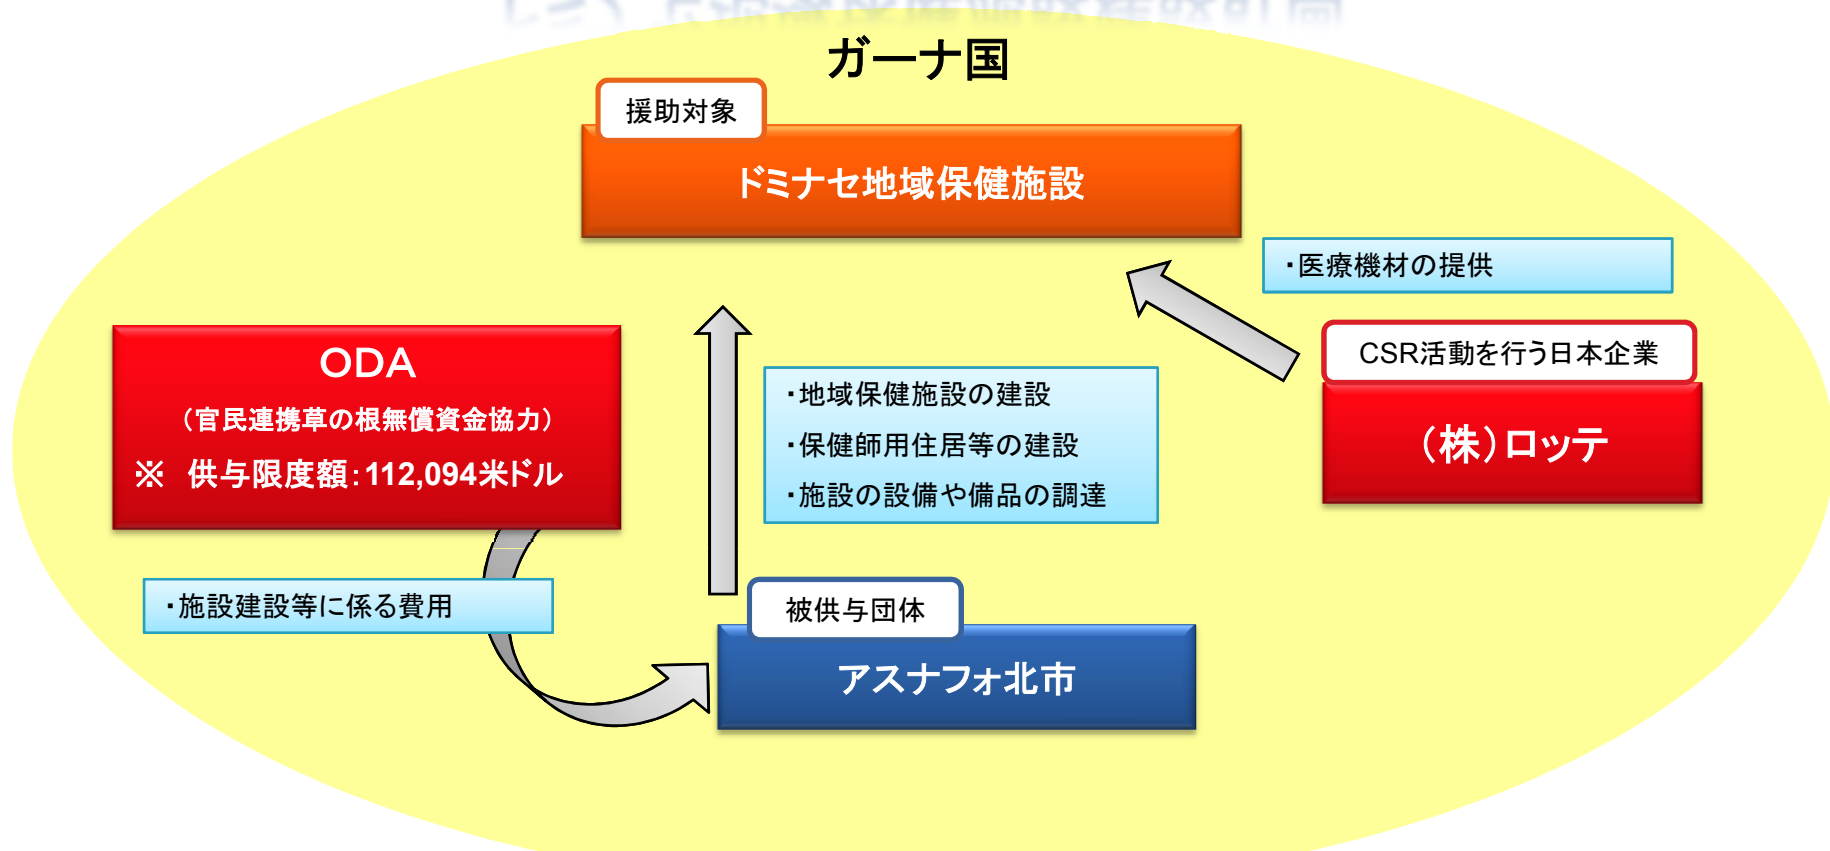 ガーナ国
援助対象
ドミナセ地域保健施設
・医療機材の提供
CSR活動を行う日本企業
（株）ロッテ
ODA
（官民連携草の根無償資金協力）
※ 供与限度額：112,094米ドル
・地域保健施設の建設
・保健師用住居等の建設
・施設の設備や備品の調達
・施設建設等に係る費用
被供与団体
アスナフォ北市